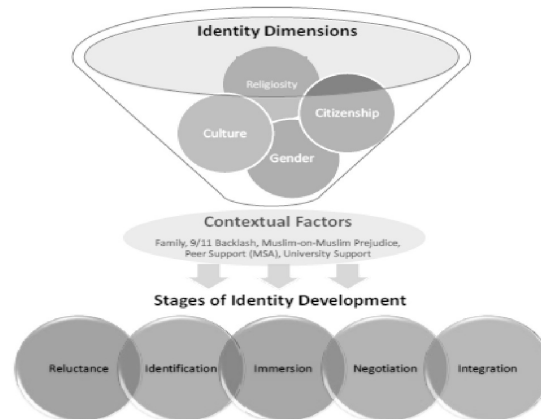 Identity Dimensions
Religiosity
Citizenship
Culture
Gender
Contextual Factors
Family, 9/11 Backlash, Muslim-on-Muslim Prejudice,
Peer Support (MSA), University Support
Stages of Identity Development
Reluctance Identification Immersion Negotiation Integration